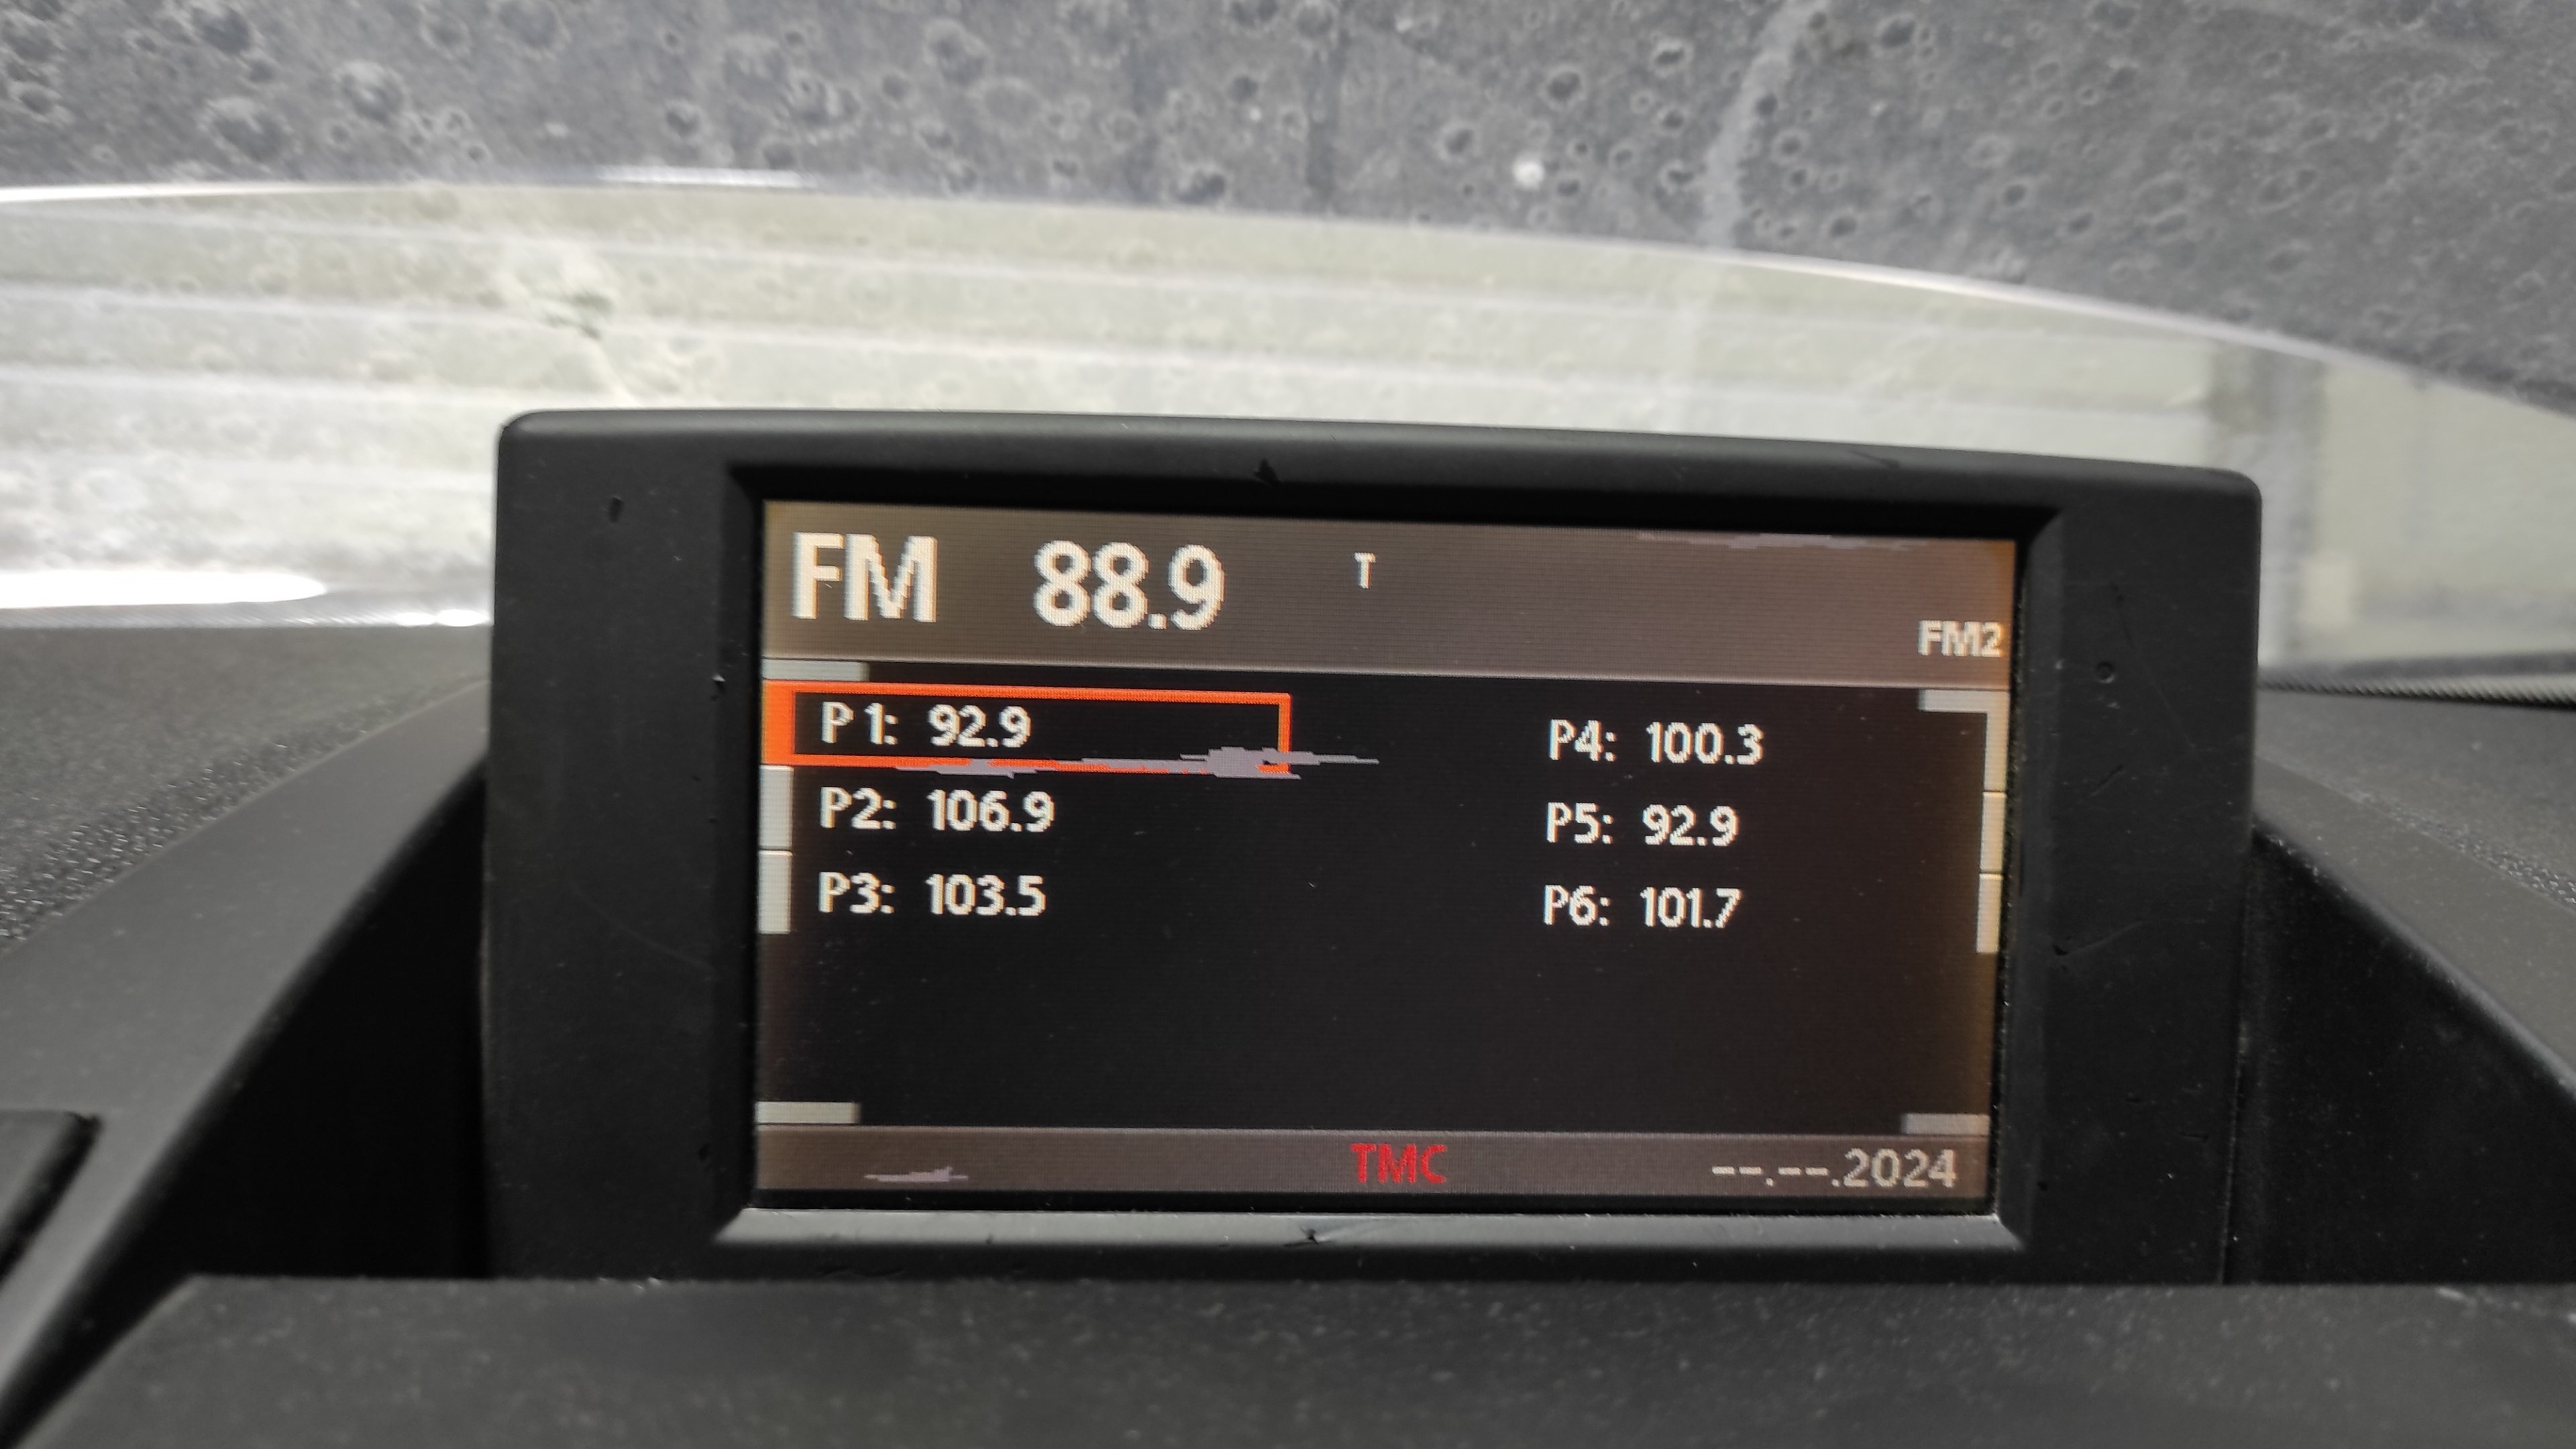 FM 88.9 T
FM2
P1: 92.9
P2: 106.9
P3: 103.5
P4: 100.3
P5: 92.9
P6: 101.7
TMC --.--.2024